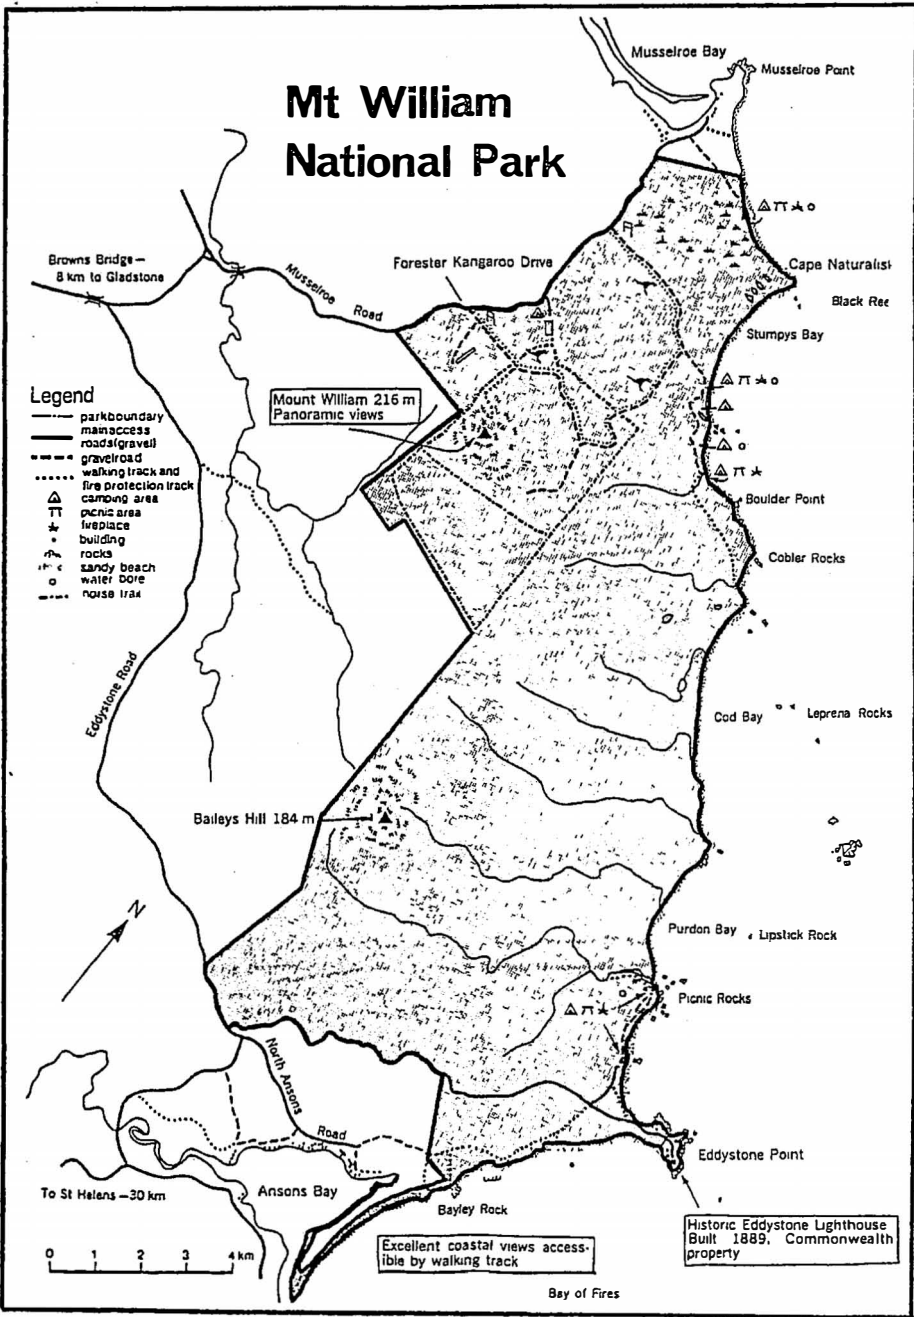 Mt William
National Park
Musselroe Bay
Musselroe Point
Browns Bridge—
8 km to Gladstone
Musselroe Road
Forester Kangaroo Drive
Cape Naturalist
Black Ree
Stumpys Bay
Mount William 216 m
Panoramic views
Legend
park boundary
main access
roads (gravel)
gravel road
walking track and
fire protection track
camping area
picnic area
fireplace
building
rocks
sandy beach
water bore
horse trail
Boulder Point
Cobler Rocks
Eddystone Road
Cod Bay
Leprena Rocks
Baileys Hill 184 m
N
Purdon Bay
Lipstick Rock
Picnic Rocks
North Ansons
Road
Eddystone Point
To St Helens—30 km
Ansons Bay
Bayley Rock
Historic Eddystone Lighthouse
Built 1889, Commonwealth
property
0 1 2 3 4 km
Excellent coastal views access-
ible by walking track
Bay of Fires